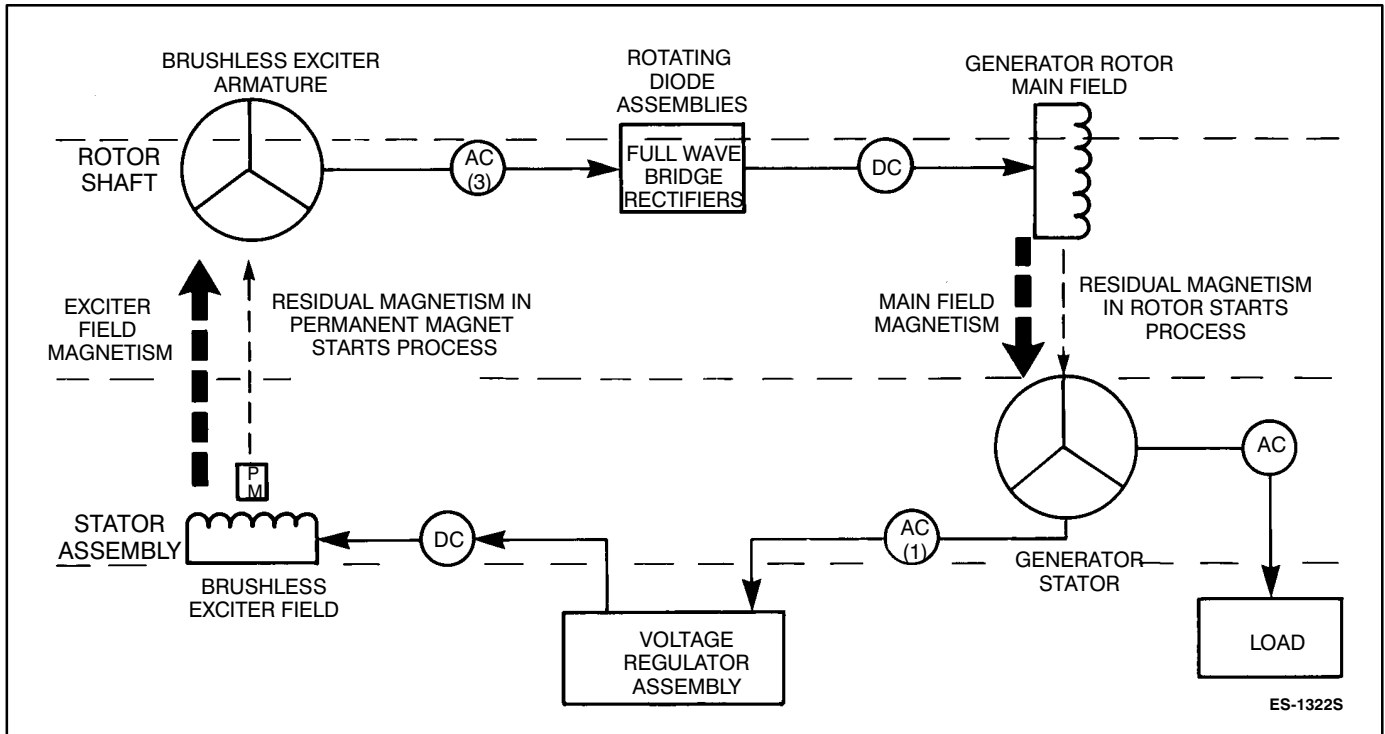 BRUSHLESS EXCITER
ARMATURE
ROTATING
DIODE
ASSEMBLIES
GENERATOR ROTOR
MAIN FIELD
ROTOR
SHAFT
AC
(3)
FULL WAVE
BRIDGE
RECTIFIERS
DC
EXCITER
FIELD
MAGNETISM
RESIDUAL MAGNETISM IN
PERMANENT MAGNET
STARTS PROCESS
MAIN FIELD
MAGNETISM
RESIDUAL MAGNETISM
IN ROTOR STARTS
PROCESS
P
M
AC
STATOR
ASSEMBLY
DC
AC
(1)
BRUSHLESS
EXCITER FIELD
GENERATOR
STATOR
VOLTAGE
REGULATOR
ASSEMBLY
LOAD
ES-1322S